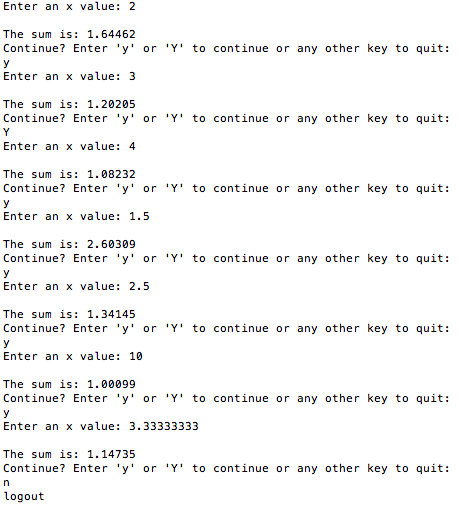 Enter an x value: 2
The sum is: 1.64462
Continue? Enter 'y' or 'Y' to continue or any other key to quit:
y
Enter an x value: 3
The sum is: 1.20205
Continue? Enter 'y' or 'Y' to continue or any other key to quit:
Y
Enter an x value: 4
The sum is: 1.08232
Continue? Enter 'y' or 'Y' to continue or any other key to quit:
y
Enter an x value: 1.5
The sum is: 2.60309
Continue? Enter 'y' or 'Y' to continue or any other key to quit:
y
Enter an x value: 2.5
The sum is: 1.34145
Continue? Enter 'y' or 'Y' to continue or any other key to quit:
y
Enter an x value: 10
The sum is: 1.00099
Continue? Enter 'y' or 'Y' to continue or any other key to quit:
y
Enter an x value: 3.33333333
The sum is: 1.14735
Continue? Enter 'y' or 'Y' to continue or any other key to quit:
n
logout